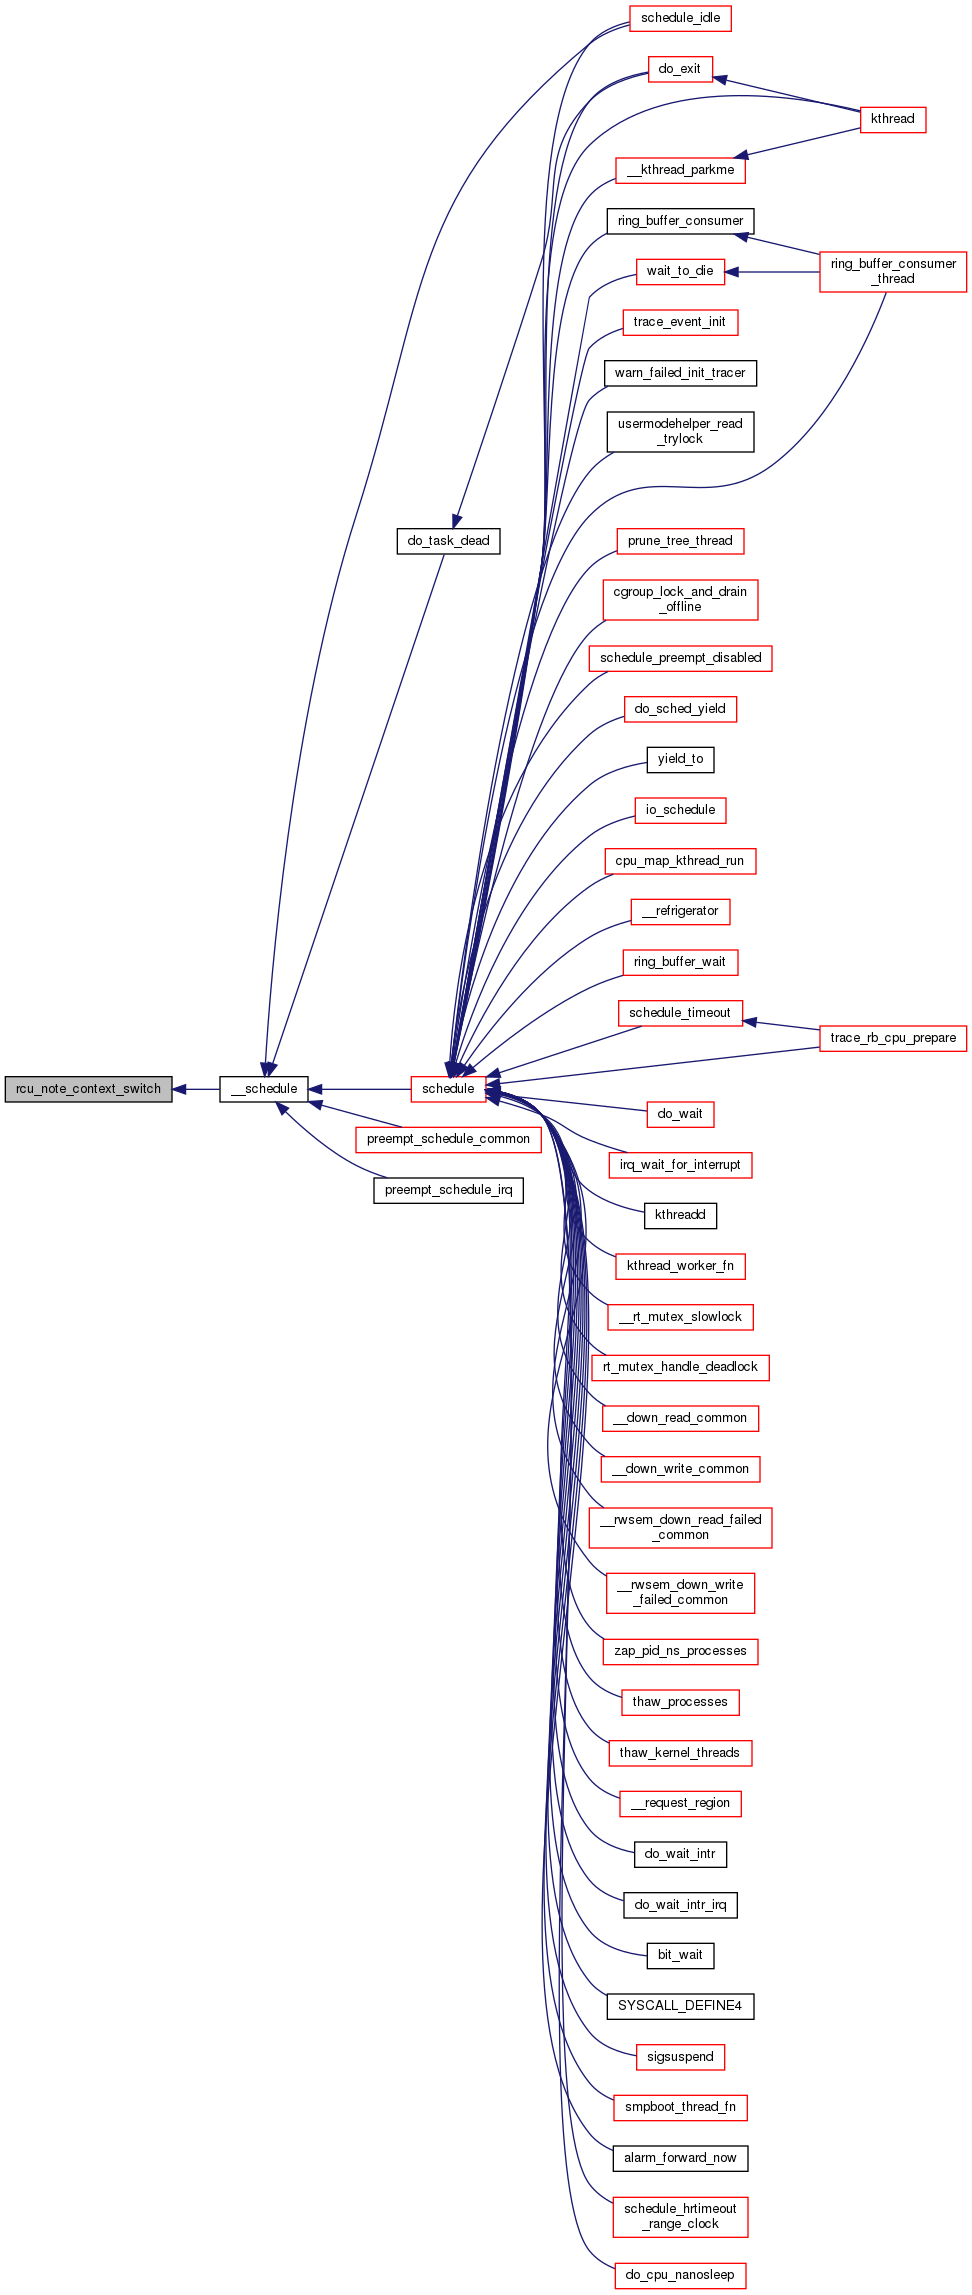 schedule_idle
do_exit
kthread
__kthread_parkme
ring_buffer_consumer
ring_buffer_consumer
_thread
wait_to_die
trace_event_init
warn_failed_init_tracer
usermodehelper_read
_trylock
do_task_dead
prune_tree_thread
cgroup_lock_and_drain
_offline
schedule_preempt_disabled
do_sched_yield
yield_to
io_schedule
cpu_map_kthread_run
__refrigerator
ring_buffer_wait
schedule_timeout
trace_rb_cpu_prepare
rcu_note_context_switch
__schedule
schedule
do_wait
preempt_schedule_common
irq_wait_for_interrupt
preempt_schedule_irq
kthreadd
kthread_worker_fn
__rt_mutex_slowlock
rt_mutex_handle_deadlock
__down_read_common
__down_write_common
__rwsem_down_read_failed
_common
__rwsem_down_write
_failed_common
zap_pid_ns_processes
thaw_processes
thaw_kernel_threads
__request_region
do_wait_intr
do_wait_intr_irq
bit_wait
SYSCALL_DEFINE4
sigsuspend
smpboot_thread_fn
alarm_forward_now
schedule_hrtimeout
_range_clock
do_cpu_nanosleep